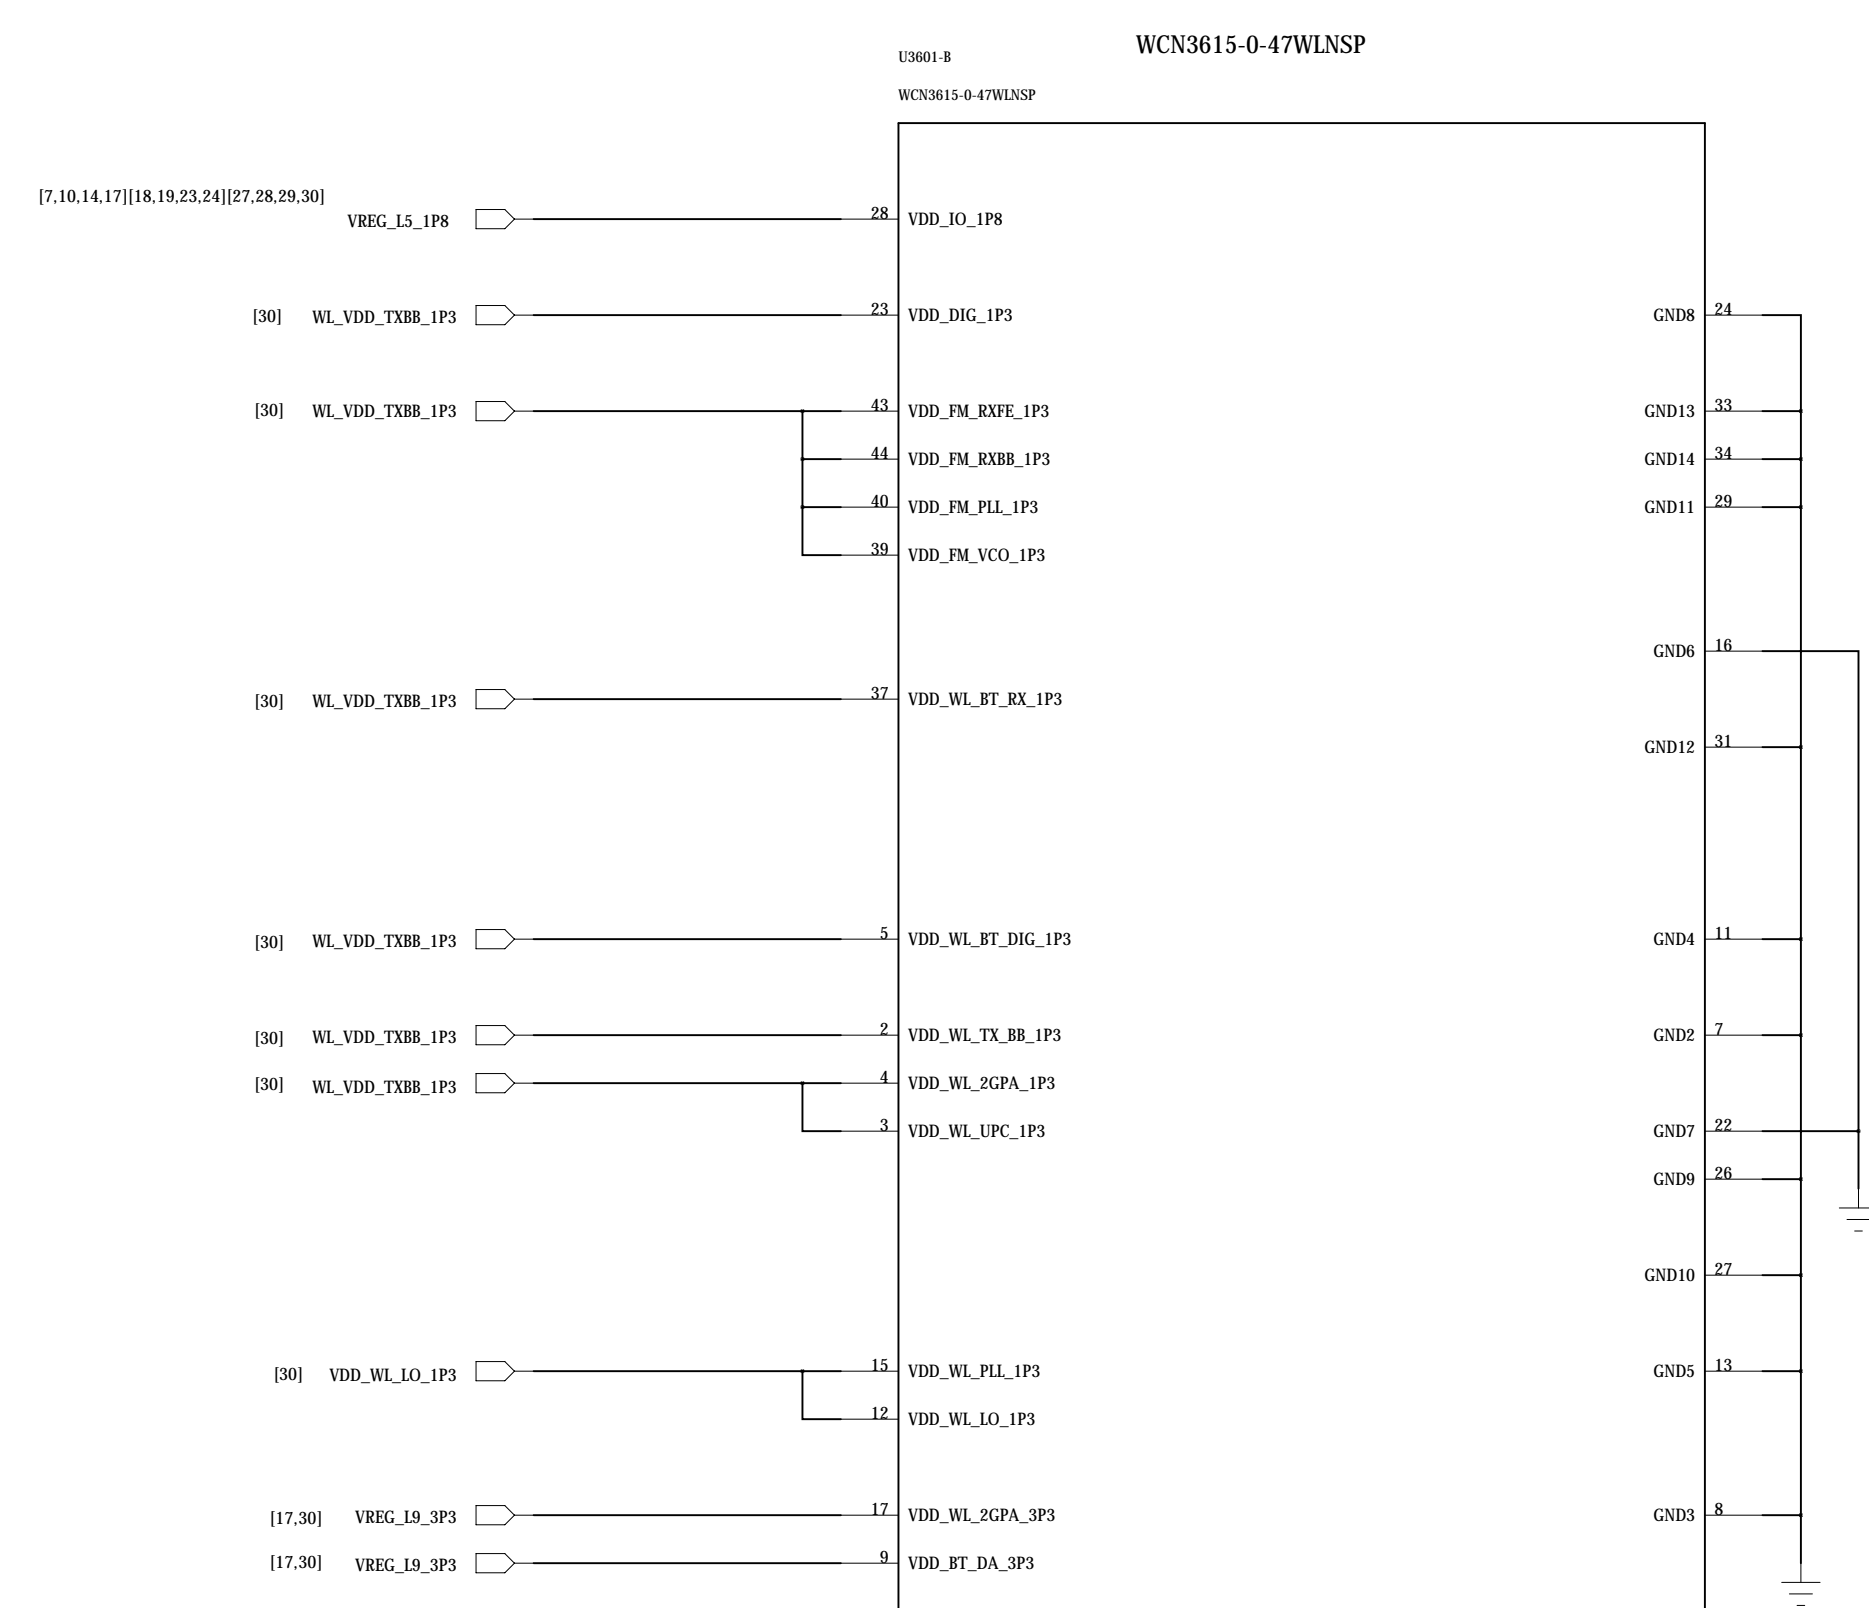 WCN3615-0-47WLNSP
U3601-B
WCN3615-0-47WLNSP
[7,10,14,17][18,19,23,24][27,28,29,30]
VREG_L5_1P8 28 VDD_IO_1P8
[30] WL_VDD_TXBB_1P3 23 VDD_DIG_1P3 GND8 24
[30] WL_VDD_TXBB_1P3 43 VDD_FM_RXFE_1P3 GND13 33
44 VDD_FM_RXBB_1P3 GND14 34
40 VDD_FM_PLL_1P3 GND11 29
39 VDD_FM_VCO_1P3
GND6 16
[30] WL_VDD_TXBB_1P3 37 VDD_WL_BT_RX_1P3
GND12 31
[30] WL_VDD_TXBB_1P3 5 VDD_WL_BT_DIG_1P3 GND4 11
[30] WL_VDD_TXBB_1P3 2 VDD_WL_TX_BB_1P3 GND2 7
[30] WL_VDD_TXBB_1P3 4 VDD_WL_2GPA_1P3
3 VDD_WL_UPC_1P3 GND7 22
GND9 26
GND10 27
[30] VDD_WL_LO_1P3 15 VDD_WL_PLL_1P3 GND5 13
12 VDD_WL_LO_1P3
[17,30] VREG_L9_3P3 17 VDD_WL_2GPA_3P3 GND3 8
[17,30] VREG_L9_3P3 9 VDD_BT_DA_3P3